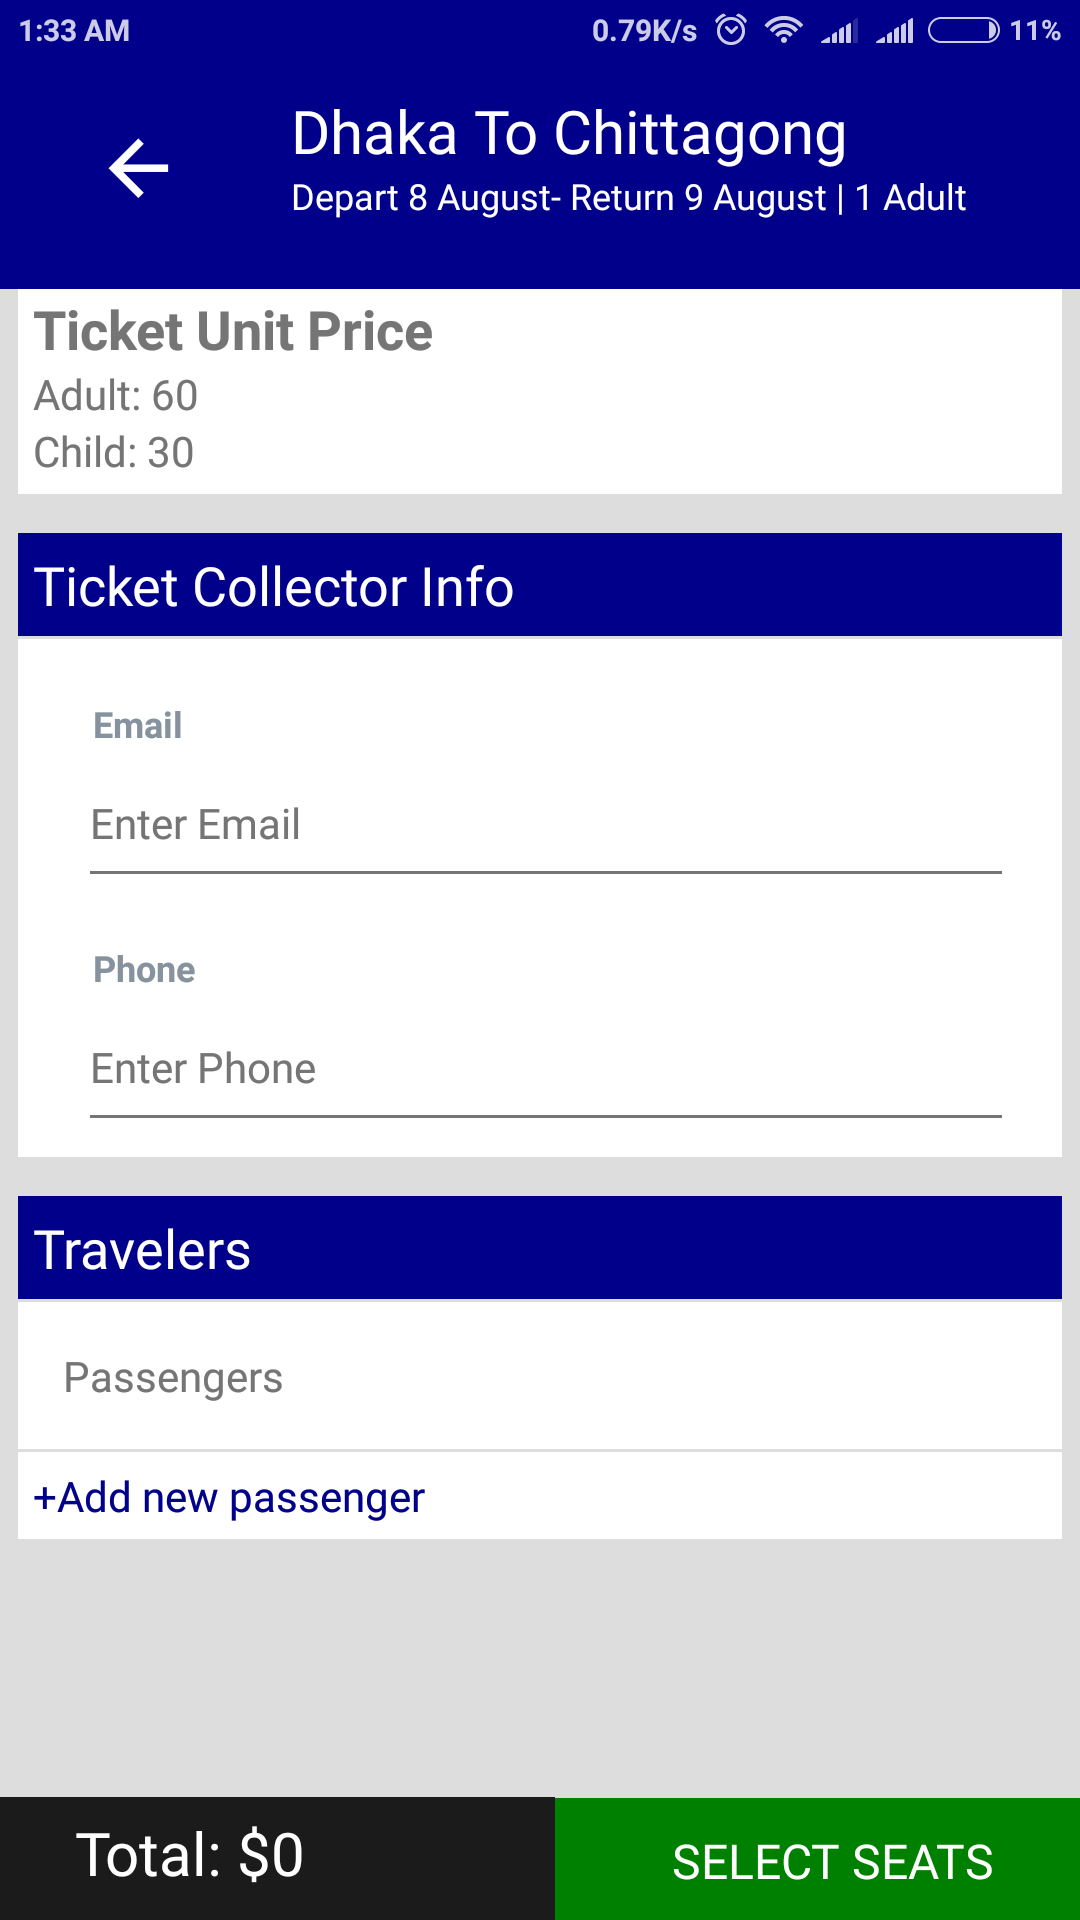 1:33 AM 0.79K/s 11%
Dhaka To Chittagong
Depart 8 August- Return 9 August | 1 Adult
Ticket Unit Price
Adult: 60
Child: 30
Ticket Collector Info
Email
Enter Email
Phone
Enter Phone
Travelers
Passengers
+Add new passenger
Total: $0
SELECT SEATS